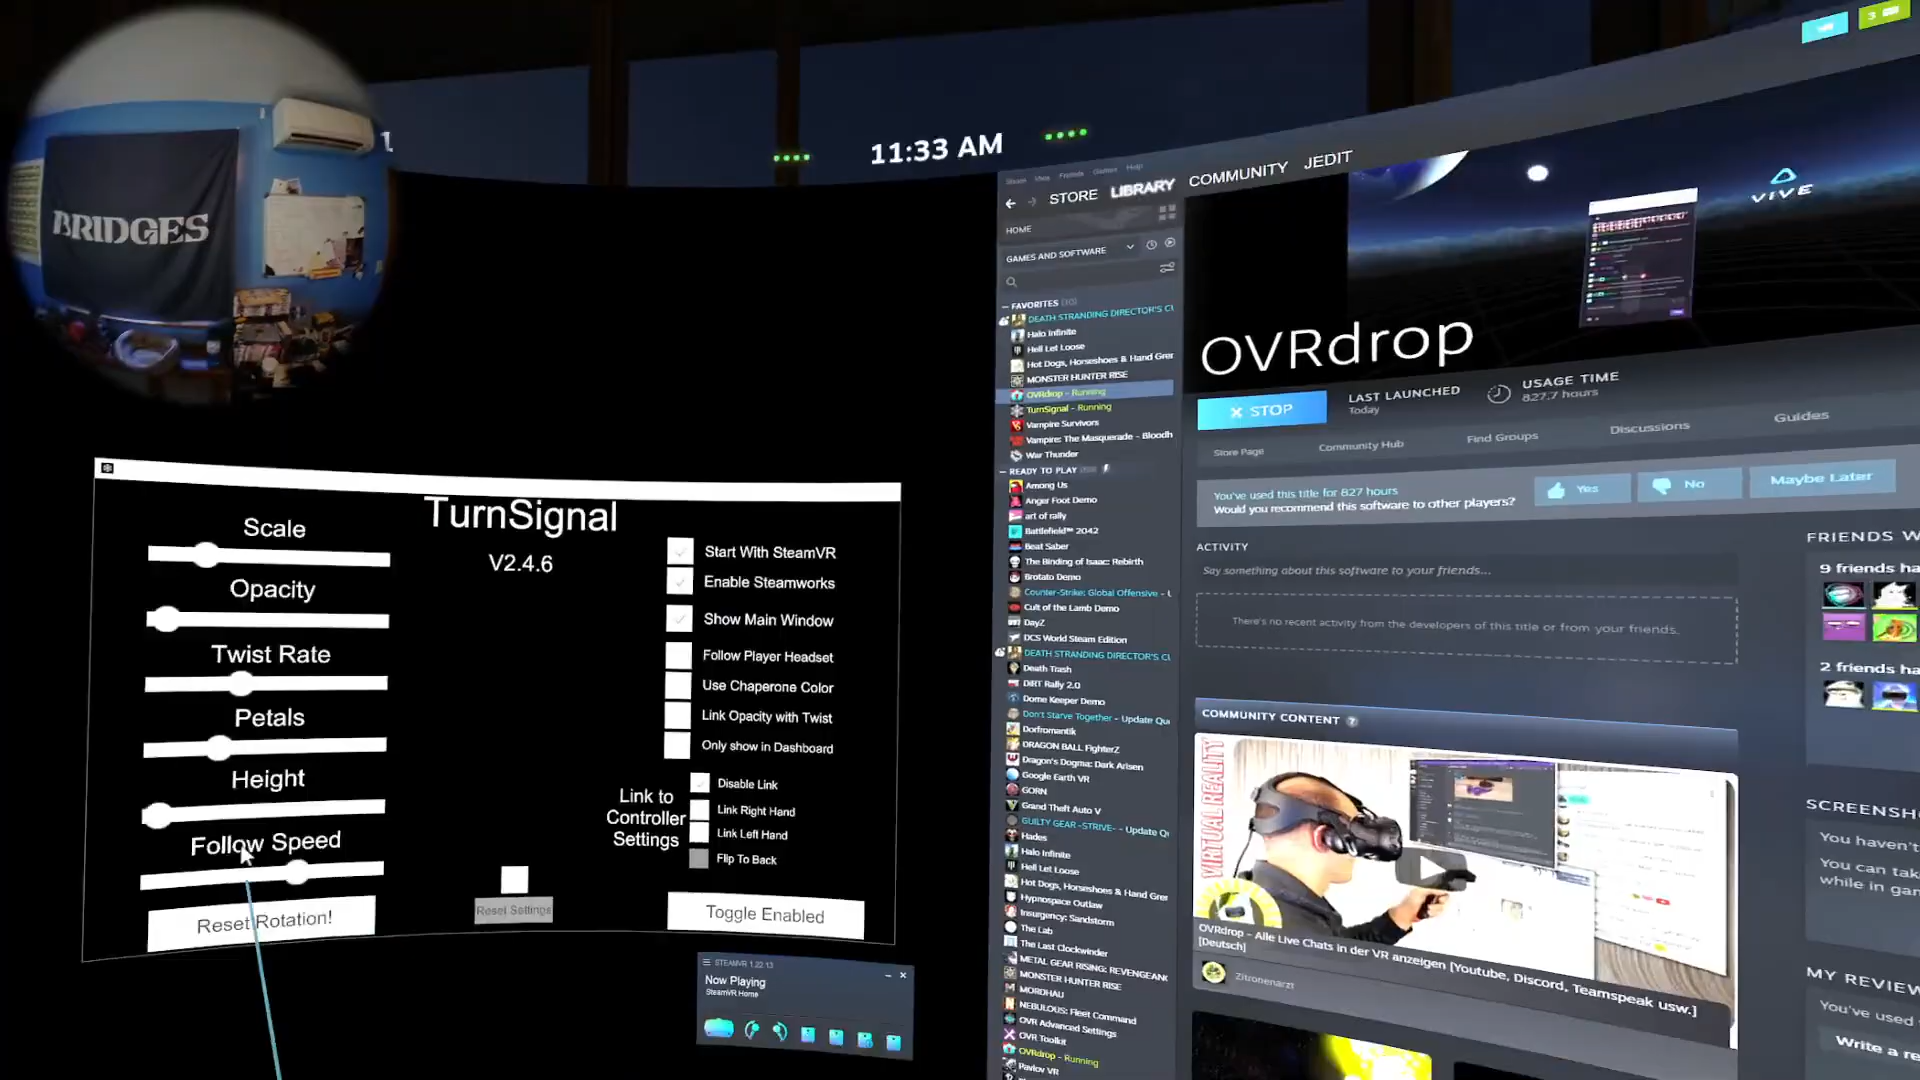 BRIDGES
11:33 AM
TurnSignal
V2.4.6
Scale
Opacity
Twist Rate
Petals
Height
Follow Speed
Reset Rotation!
Reset Settings
Start With SteamVR
Enable Steamworks
Show Main Window
Follow Player Headset
Use Chaperone Color
Link Opacity with Twist
Only show in Dashboard
Link to
Controller
Settings
Disable Link
Link Right Hand
Link Left Hand
Flip To Back
Toggle Enabled
STEAMVR 1.22.13
Now Playing
SteamVR Home
Steam View Friends Games Help
STORE LIBRARY COMMUNITY JEDIT
HOME
GAMES AND SOFTWARE
FAVORITES
DEATH STRANDING DIRECTOR'S
Halo Infinite
Hell Let Loose
Hot Dogs, Horseshoes & Hand Gren
MONSTER HUNTER RISE
OVRdrop - Running
TurnSignal - Running
Vampire Survivors
Vampire: The Masquerade - Bloodh
War Thunder
READY TO PLAY
Among Us
Anger Foot Demo
art of rally
Battlefield™ 2042
Beat Saber
The Binding of Isaac: Rebirth
Brotato Demo
Counter-Strike: Global Offensive - U
Cult of the Lamb Demo
DayZ
DCS World Steam Edition
DEATH STRANDING DIRECTOR'S
Death Trash
DiRT Rally 2.0
Dome Keeper Demo
Don't Starve Together - Update Qu
Dorfromantik
DRAGON BALL FighterZ
Dragon's Dogma: Dark Arisen
Google Earth VR
GORN
Grand Theft Auto V
GUILTY GEAR -STRIVE- - Update Qu
Hades
Halo Infinite
Hell Let Loose
Hot Dogs, Horseshoes & Hand Gren
Hypnospace Outlaw
Insurgency: Sandstorm
The Lab
The Last Clockwinder
METAL GEAR RISING: REVENGEANC
MONSTER HUNTER RISE
MORDHAU
NEBULOUS: Fleet Command
OVR Advanced Settings
OVR Toolkit
OVRdrop - Running
Pavlov VR
VIVE
OVRdrop
STOP
LAST LAUNCHED
Today
USAGE TIME
827.7 hours
Store Page
Community Hub
Find Groups
Discussions
Guides
You've used this title for 827 hours
Would you recommend this software to other players?
Yes
No
Maybe Later
ACTIVITY
Say something about this software to your friends...
There's no recent activity from the developers of this title or from your friends.
COMMUNITY CONTENT ?
VIRTUAL REALITY
OVRdrop - Alle Live Chats in der VR anzeigen [Youtube, Discord, Teamspeak usw.]
[Deutsch]
Zitronenarzt
FRIENDS W
9 friends ha
2 friends ha
SCREENSH
You haven't
You can tak
while in gam
MY REVIEW
You've used
Write a re